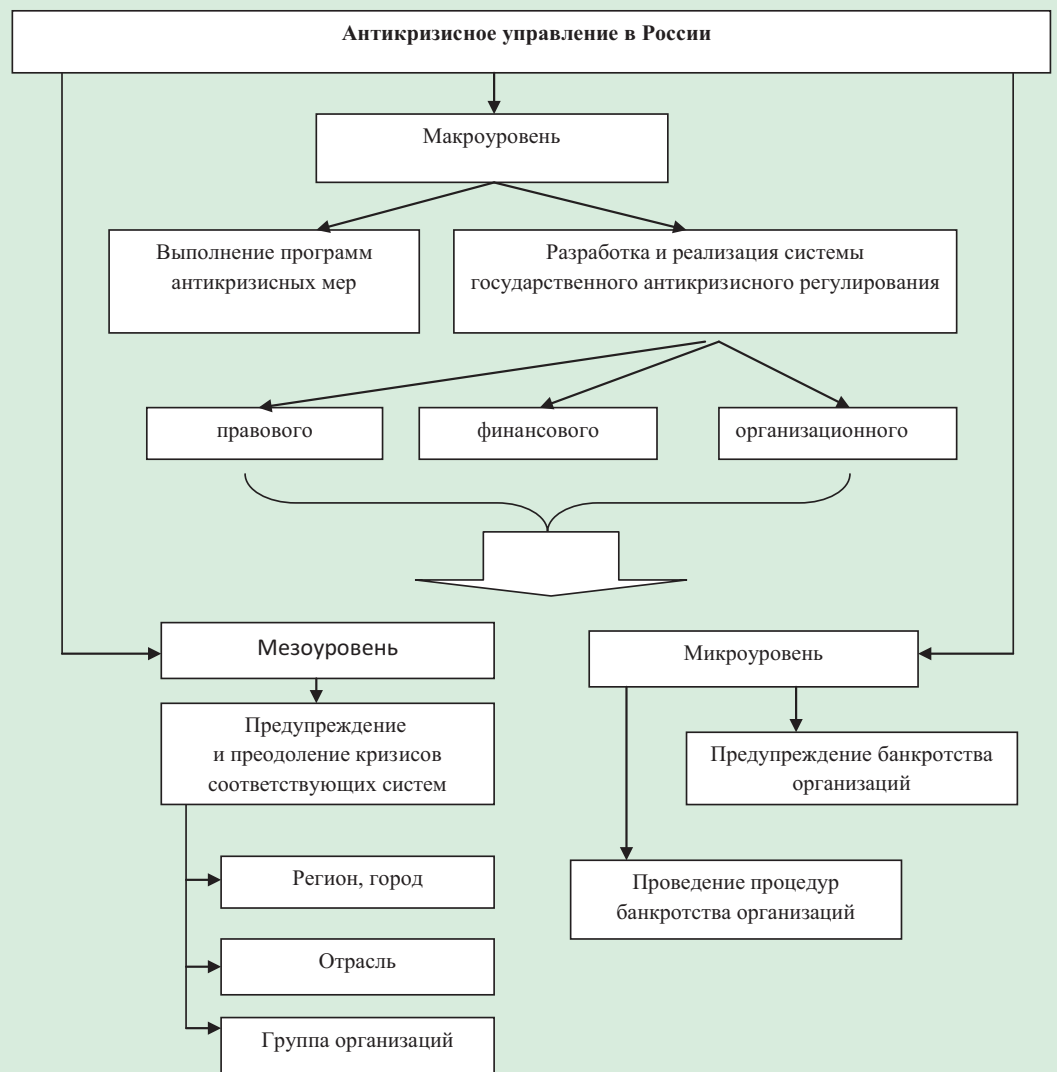 Антикризисное управление в России
Макроуровень
Выполнение программ
антикризисных мер
Разработка и реализация системы
государственного антикризисного регулирования
правового
финансового
организационного
Мезоуровень
Микроуровень
Предупреждение
и преодоление кризисов
соответствующих систем
Предупреждение банкротства
организаций
Регион, город
Проведение процедур
банкротства организаций
Отрасль
Группа организаций